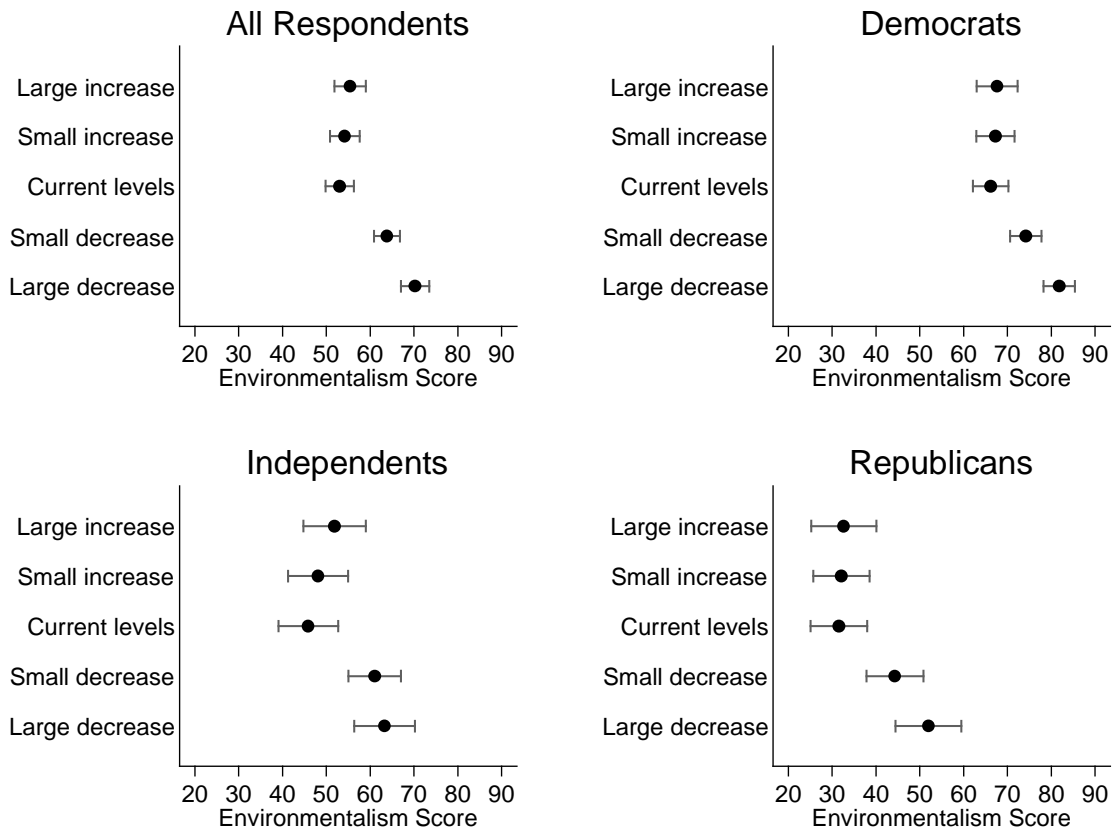 All Respondents
Large increase
Small increase
Current levels
Small decrease
Large decrease
20 30 40 50 60 70 80 90
Environmentalism Score
Democrats
Large increase
Small increase
Current levels
Small decrease
Large decrease
20 30 40 50 60 70 80 90
Environmentalism Score
Independents
Large increase
Small increase
Current levels
Small decrease
Large decrease
20 30 40 50 60 70 80 90
Environmentalism Score
Republicans
Large increase
Small increase
Current levels
Small decrease
Large decrease
20 30 40 50 60 70 80 90
Environmentalism Score